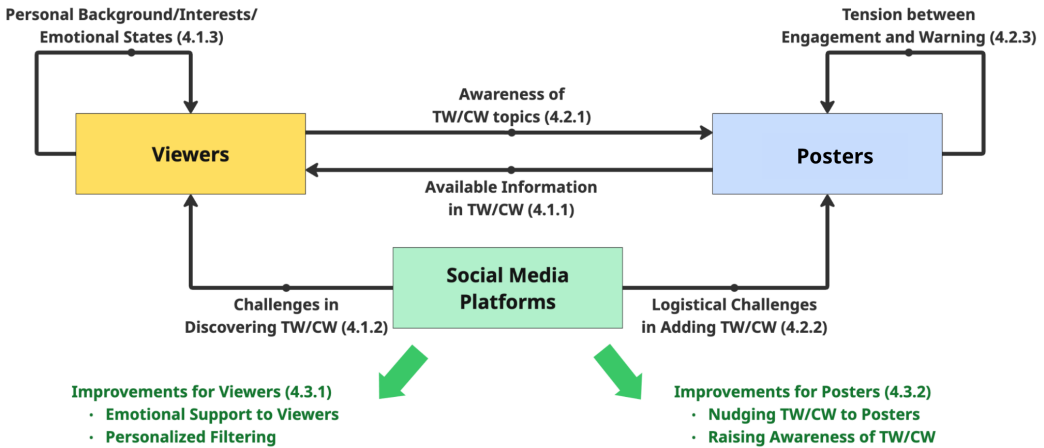 Personal Background/Interests/
Emotional States (4.1.3)
Tension between
Engagement and Warning (4.2.3)
Awareness of
TW/CW topics (4.2.1)
Viewers
Posters
Available Information
in TW/CW (4.1.1)
Social Media
Platforms
Challenges in
Discovering TW/CW (4.1.2)
Logistical Challenges
in Adding TW/CW (4.2.2)
Improvements for Viewers (4.3.1)
· Emotional Support to Viewers
· Personalized Filtering
Improvements for Posters (4.3.2)
· Nudging TW/CW to Posters
· Raising Awareness of TW/CW